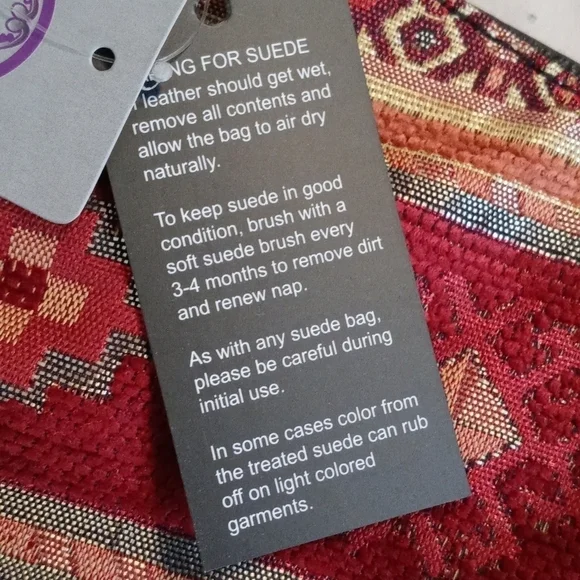 NG FOR SUEDE
leather should get wet,
remove all contents and
allow the bag to air dry
naturally.
To keep suede in good
condition, brush with a
soft suede brush every
3-4 months to remove dirt
and renew nap.
As with any suede bag,
please be careful during
initial use.
In some cases color from
the treated suede can rub
off on light colored
garments.